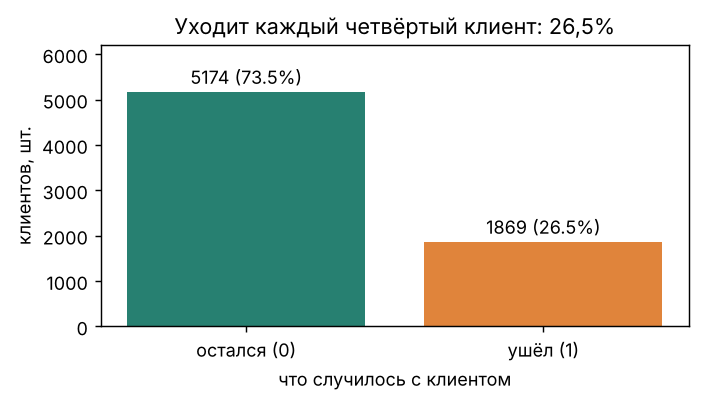 Уходит каждый четвёртый клиент: 26,5%
клиентов, шт.
6000
5000
4000
3000
2000
1000
0
5174 (73.5%)
1869 (26.5%)
остался (0)
ушёл (1)
что случилось с клиентом